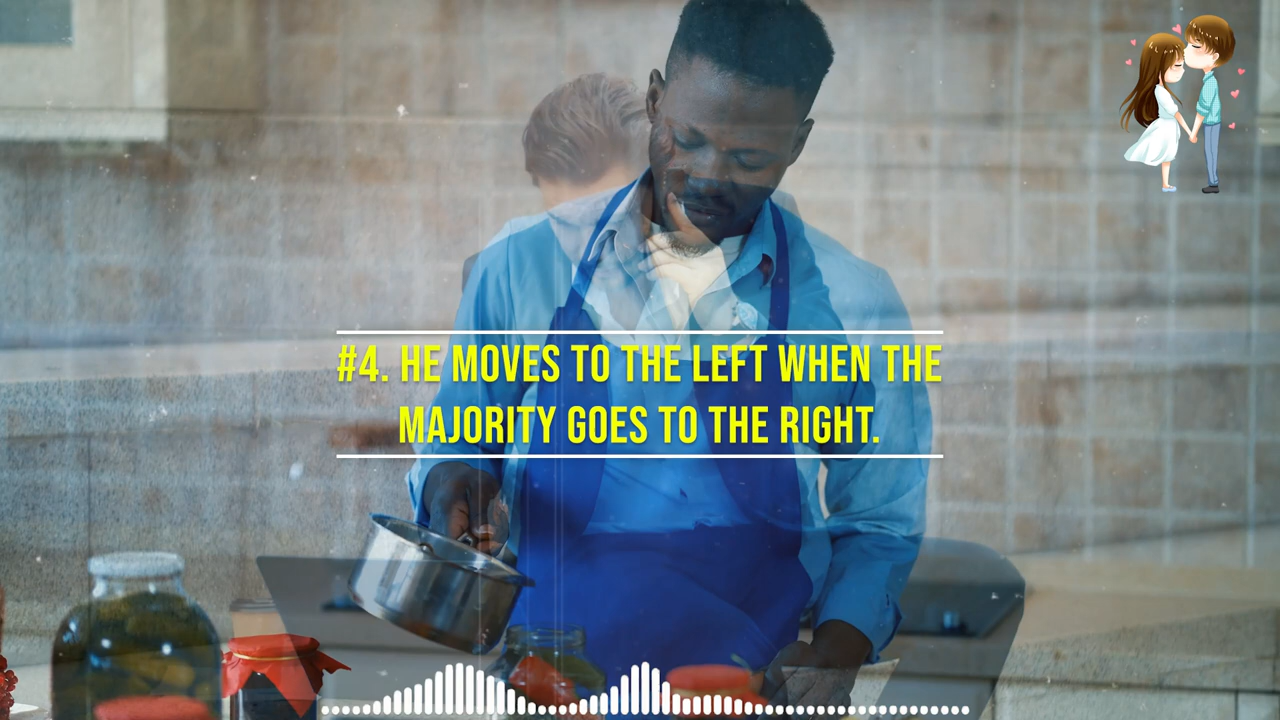 #4. HE MOVES TO THE LEFT WHEN THE
MAJORITY GOES TO THE RIGHT.